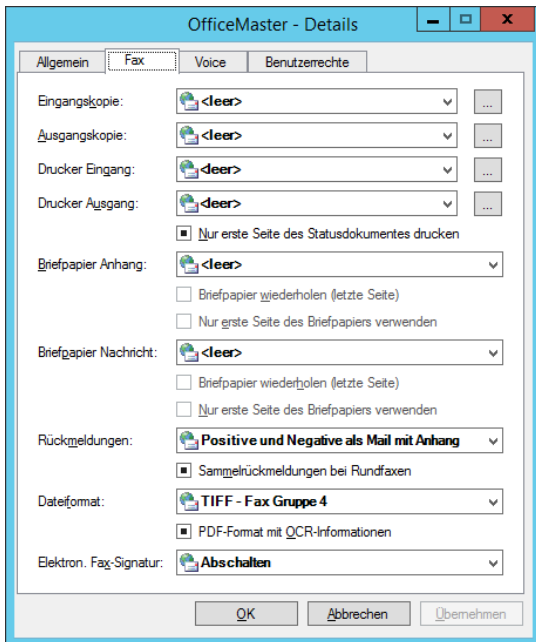 OfficeMaster - Details
Allgemein Fax Voice Benutzerrechte
Eingangskopie: <leer> ...
Ausgangskopie: <leer> ...
Drucker Eingang: <leer> ...
Drucker Ausgang: <leer> ...
Nur erste Seite des Statusdokumentes drucken
Briefpapier Anhang: <leer>
Briefpapier wiederholen (letzte Seite)
Nur erste Seite des Briefpapiers verwenden
Briefpapier Nachricht: <leer>
Briefpapier wiederholen (letzte Seite)
Nur erste Seite des Briefpapiers verwenden
Rückmeldungen: Positive und Negative als Mail mit Anhang
Sammelrückmeldungen bei Rundfaxen
Dateiformat: TIFF - Fax Gruppe 4
PDF-Format mit OCR-Informationen
Elektron. Fax-Signatur: Abschalten
OK Abbrechen Übernehmen